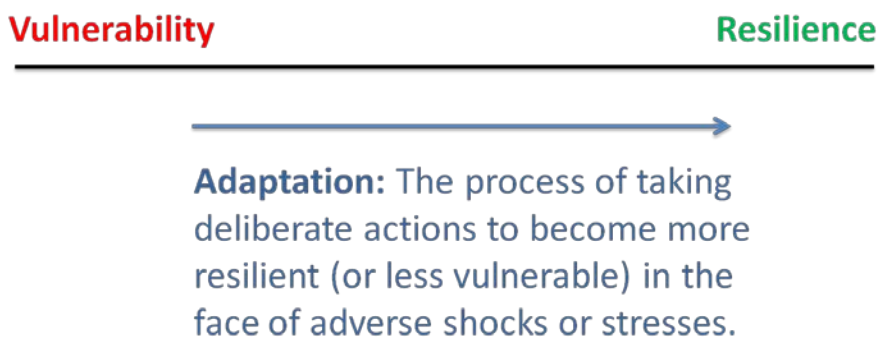 Vulnerability Resilience
Adaptation: The process of taking
deliberate actions to become more
resilient (or less vulnerable) in the
face of adverse shocks or stresses.